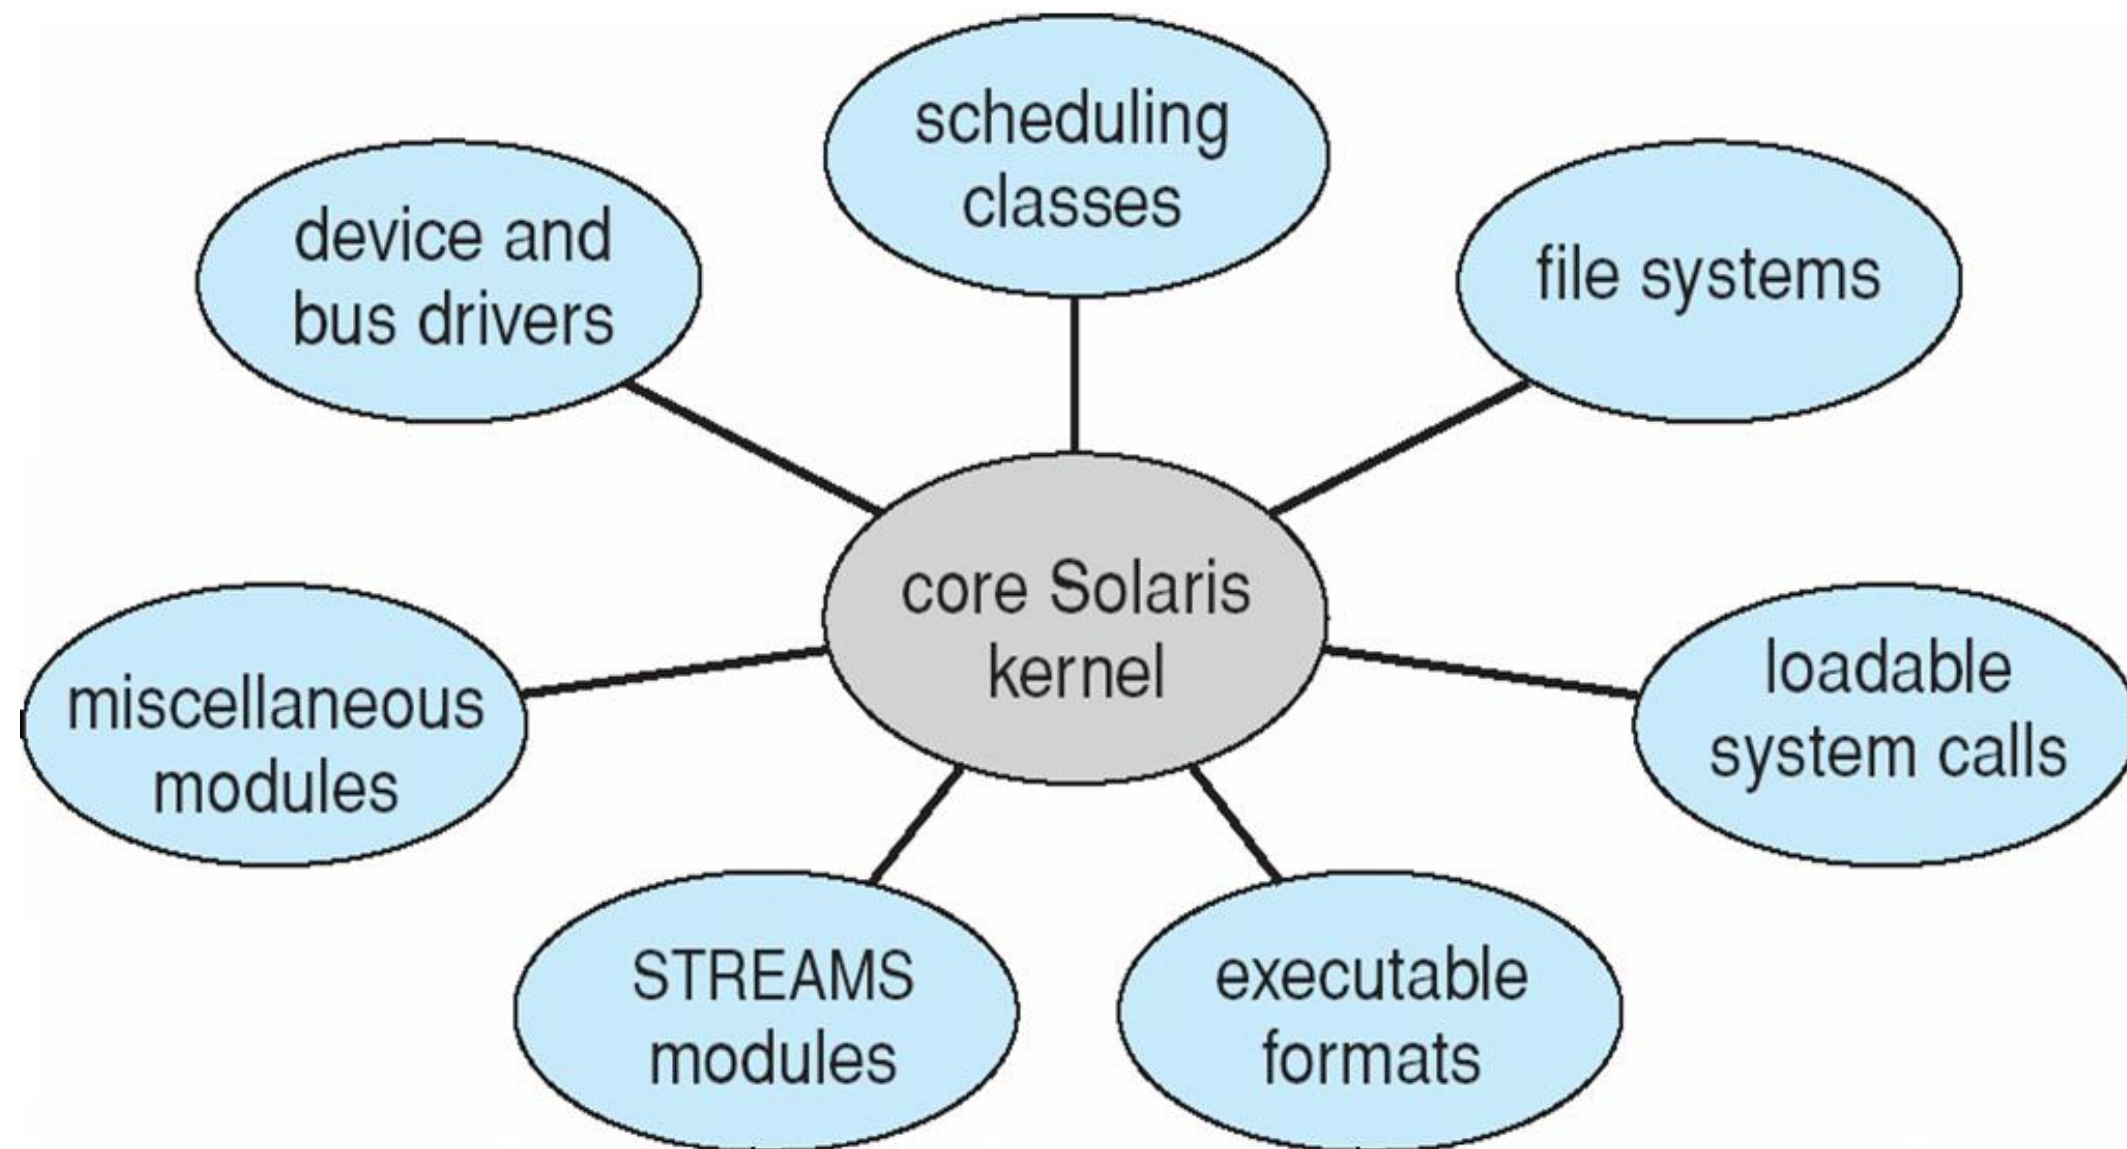 scheduling
classes
device and
bus drivers
file systems
core Solaris
kernel
loadable
system calls
miscellaneous
modules
STREAMS
modules
executable
formats